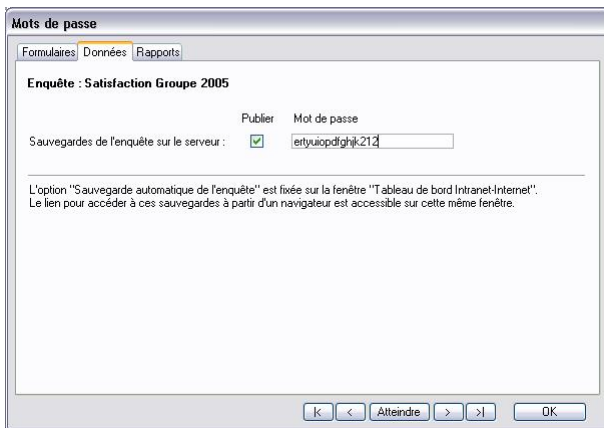 Mots de passe
Formulaires Données Rapports
Enquête : Satisfaction Groupe 2005
Publier Mot de passe
Sauvegardes de l'enquête sur le serveur : ertyuiopdfghjk212
L'option "Sauvegarde automatique de l'enquête" est fixée sur la fenêtre "Tableau de bord Intranet-Internet".
Le lien pour accéder à ces sauvegardes à partir d'un navigateur est accessible sur cette même fenêtre.
|< < Atteindre > >| OK